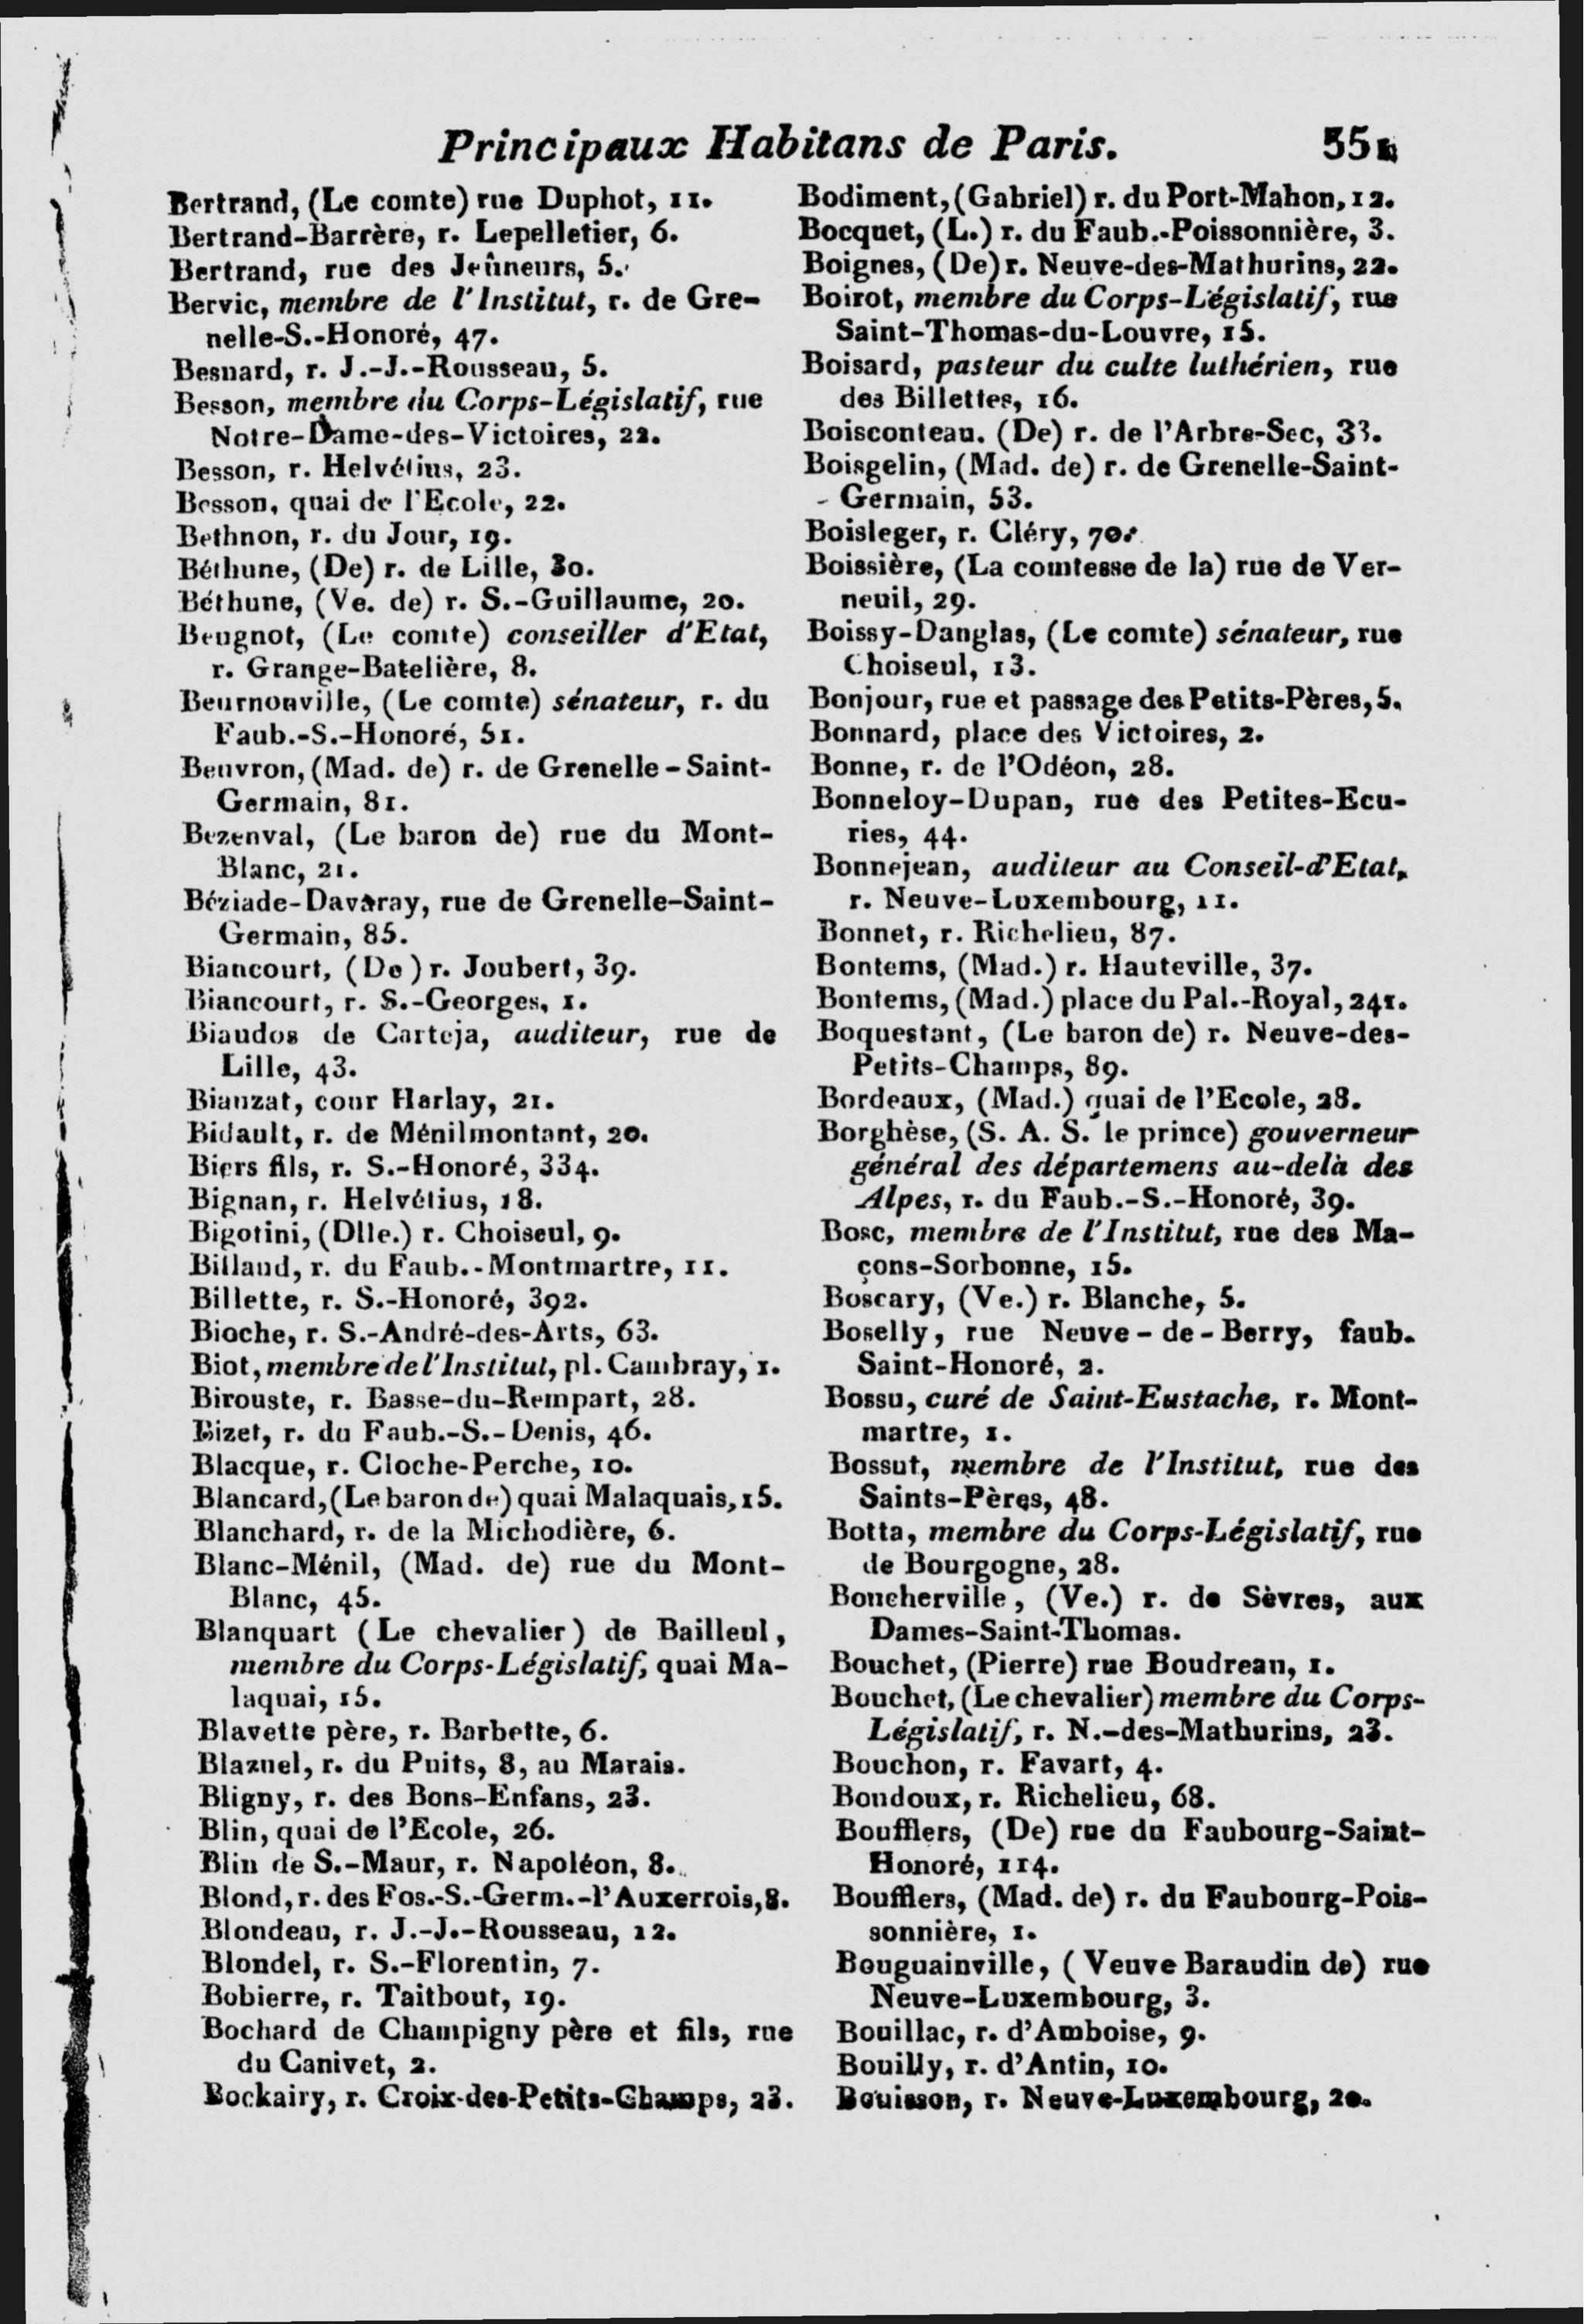 Principaux Habitans de Paris. 551
Bertrand, (Le comte) rue Duphot, 11.
Bertrand-Barrère, r. Lepelletier, 6.
Bertrand, rue des Jeûneurs, 5.
Bervic, membre de l'Institut, r. de Gre-
nelle-S.-Honoré, 47.
Besnard, r. J.-J.-Rousseau, 5.
Besson, membre du Corps-Législatif, rue
Notre-Dame-des-Victoires, 22.
Besson, r. Helvétius, 23.
Besson, quai de l'Ecole, 22.
Bethnon, r. du Jour, 19.
Béthune, (De) r. de Lille, 30.
Béthune, (Ve. de) r. S.-Guillaume, 20.
Beugnot, (Le comte) conseiller d'Etat,
r. Grange-Batelière, 8.
Beurnonville, (Le comte) sénateur, r. du
Faub.-S.-Honoré, 51.
Beuvron, (Mad. de) r. de Grenelle-Saint-
Germain, 81.
Bezenval, (Le baron de) rue du Mont-
Blanc, 21.
Béziade-Davaray, rue de Grenelle-Saint-
Germain, 85.
Biancourt, (De) r. Joubert, 39.
Biancourt, r. S.-Georges, 1.
Biaudos de Carteja, auditeur, rue de
Lille, 43.
Biauzat, cour Harlay, 21.
Bidault, r. de Ménilmontant, 20.
Biers fils, r. S.-Honoré, 334.
Bignan, r. Helvétius, 18.
Bigotini, (Dlle.) r. Choiseul, 9.
Billaud, r. du Faub.-Montmartre, 11.
Billette, r. S.-Honoré, 392.
Bioche, r. S.-André-des-Arts, 63.
Biot, membre de l'Institut, pl. Cambray, 1.
Birouste, r. Basse-du-Rempart, 28.
Bizet, r. du Faub.-S.-Denis, 46.
Blacque, r. Cloche-Perche, 10.
Blancard, (Le baron de) quai Malaquais, 15.
Blanchard, r. de la Michodière, 6.
Blanc-Ménil, (Mad. de) rue du Mont-
Blanc, 45.
Blanquart (Le chevalier) de Bailleul,
membre du Corps-Législatif, quai Ma-
laquai, 15.
Blavette père, r. Barbette, 6.
Blazuel, r. du Puits, 8, au Marais.
Bligny, r. des Bons-Enfans, 23.
Blin, quai de l'Ecole, 26.
Blin de S.-Maur, r. Napoléon, 8.
Blond, r. des Fos.-S.-Germ.-l'Auxerrois, 8.
Blondeau, r. J.-J.-Rousseau, 12.
Blondel, r. S.-Florentin, 7.
Bobierre, r. Taitbout, 19.
Bochard de Champigny père et fils, rue
du Canivet, 2.
Bockairy, r. Croix-des-Petits-Champs, 23.
Bodiment, (Gabriel) r. du Port-Mahon, 12.
Bocquet, (L.) r. du Faub.-Poissonnière, 3.
Boignes, (De) r. Neuve-des-Mathurins, 22.
Boirot, membre du Corps-Législatif, rue
Saint-Thomas-du-Louvre, 15.
Boisard, pasteur du culte luthérien, rue
des Billettes, 16.
Boisconteau. (De) r. de l'Arbre-Sec, 33.
Boisgelin, (Mad. de) r. de Grenelle-Saint-
Germain, 53.
Boisleger, r. Cléry, 70.
Boissière, (La comtesse de la) rue de Ver-
neuil, 29.
Boissy-Danglas, (Le comte) sénateur, rue
Choiseul, 13.
Bonjour, rue et passage des Petits-Pères, 5.
Bonnard, place des Victoires, 2.
Bonne, r. de l'Odéon, 28.
Bonneloy-Dupan, rue des Petites-Ecu-
ries, 44.
Bonnejean, auditeur au Conseil-d'Etat,
r. Neuve-Luxembourg, 11.
Bonnet, r. Richelieu, 87.
Bontems, (Mad.) r. Hauteville, 37.
Bontems, (Mad.) place du Pal.-Royal, 241.
Boquestant, (Le baron de) r. Neuve-des-
Petits-Champs, 89.
Bordeaux, (Mad.) quai de l'Ecole, 28.
Borghèse, (S. A. S. le prince) gouverneur
général des départemens au-delà des
Alpes, r. du Faub.-S.-Honoré, 39.
Bosc, membre de l'Institut, rue des Ma-
çons-Sorbonne, 15.
Boscary, (Ve.) r. Blanche, 5.
Boselly, rue Neuve-de-Berry, faub.
Saint-Honoré, 2.
Bossu, curé de Saint-Eustache, r. Mont-
martre, 1.
Bossut, membre de l'Institut, rue des
Saints-Pères, 48.
Botta, membre du Corps-Législatif, rue
de Bourgogne, 28.
Boucherville, (Ve.) r. de Sèvres, aux
Dames-Saint-Thomas.
Bouchet, (Pierre) rue Boudreau, 1.
Bouchet, (Le chevalier) membre du Corps-
Législatif, r. N.-des-Mathurins, 23.
Bouchon, r. Favart, 4.
Boudoux, r. Richelieu, 68.
Boufflers, (De) rue du Faubourg-Saint-
Honoré, 114.
Boufflers, (Mad. de) r. du Faubourg-Pois-
sonnière, 1.
Bouguainville, (Veuve Baraudin de) rue
Neuve-Luxembourg, 3.
Bouillac, r. d'Amboise, 9.
Bouilly, r. d'Antin, 10.
Bouisson, r. Neuve-Luxembourg, 20.